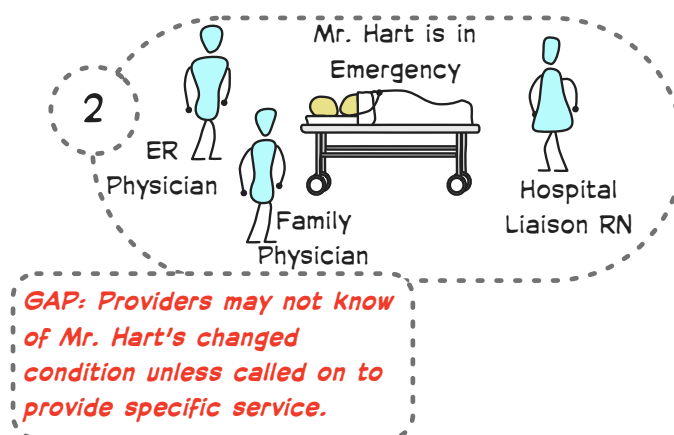 Mr. Hart is in
Emergency
2
ER
Physician
Family
Physician
Hospital
Liaison RN
GAP: Providers may not know
of Mr. Hart's changed
condition unless called on to
provide specific service.